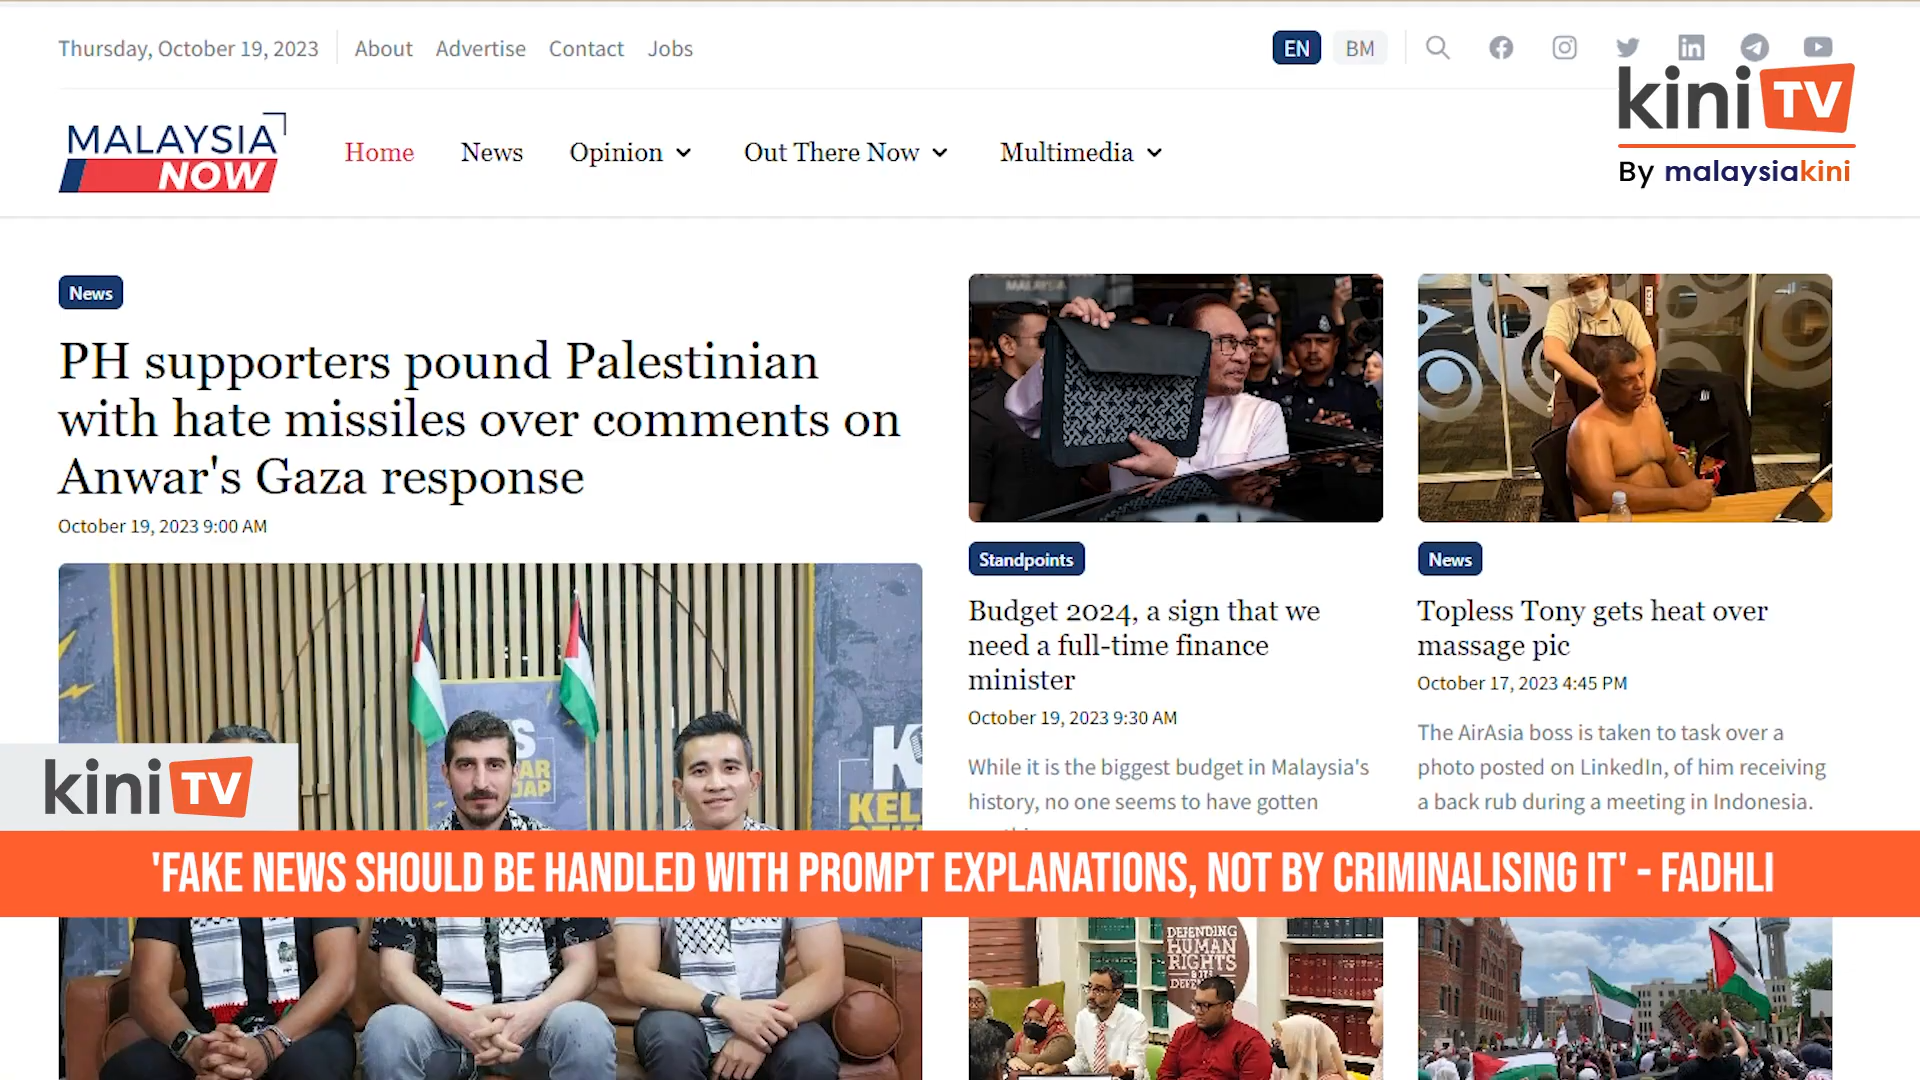 Thursday, October 19, 2023
About
Advertise
Contact
Jobs
EN
BM
kini TV
By malaysiakini
MALAYSIA
NOW
Home
News
Opinion
Out There Now
Multimedia
News
PH supporters pound Palestinian
with hate missiles over comments on
Anwar's Gaza response
October 19, 2023 9:00 AM
MALAYSIA
Standpoints
Budget 2024, a sign that we
need a full-time finance
minister
October 19, 2023 9:30 AM
While it is the biggest budget in Malaysia's
history, no one seems to have gotten
News
Topless Tony gets heat over
massage pic
October 17, 2023 4:45 PM
The AirAsia boss is taken to task over a
photo posted on LinkedIn, of him receiving
a back rub during a meeting in Indonesia.
kini TV
'FAKE NEWS SHOULD BE HANDLED WITH PROMPT EXPLANATIONS, NOT BY CRIMINALISING IT' - FADHLI
DEFENDING
HUMAN
RIGHTS